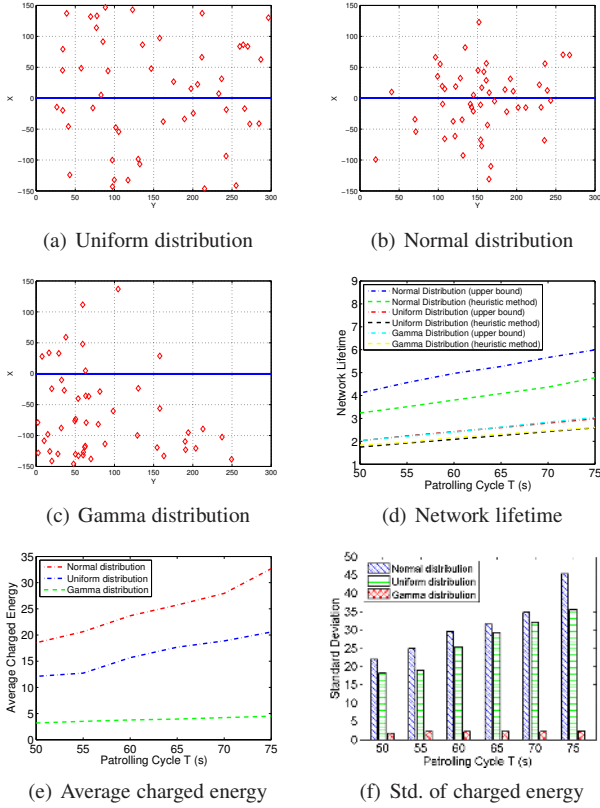 150
100
50
0
−50
−100
−150
0 50 100 150 200 250 300
X
Y
(a) Uniform distribution
150
100
50
0
−50
−100
−150
0 50 100 150 200 250 300
X
Y
(b) Normal distribution
150
100
50
0
−50
−100
−150
0 50 100 150 200 250 300
X
Y
(c) Gamma distribution
9
8
7
6
5
4
3
2
1
Normal Distribution (upper bound)
Normal Distribution (heuristic method)
Uniform Distribution (upper bound)
Uniform Distribution (heuristic method)
Gamma Distribution (upper bound)
Gamma Distribution (heuristic method)
Network Lifetime
50 55 60 65 70 75
Patrolling Cycle T (s)
(d) Network lifetime
35
30
25
20
15
10
5
0
Normal distribution
Uniform distribution
Gamma distribution
Average Charged Energy
50 55 60 65 70 75
Patrolling Cycle T (s)
(e) Average charged energy
50
45
40
35
30
25
20
15
10
5
0
Normal distribution
Uniform distribution
Gamma distribution
Standard Deviation
50 55 60 65 70 75
Patrolling Cycle T (s)
(f) Std. of charged energy